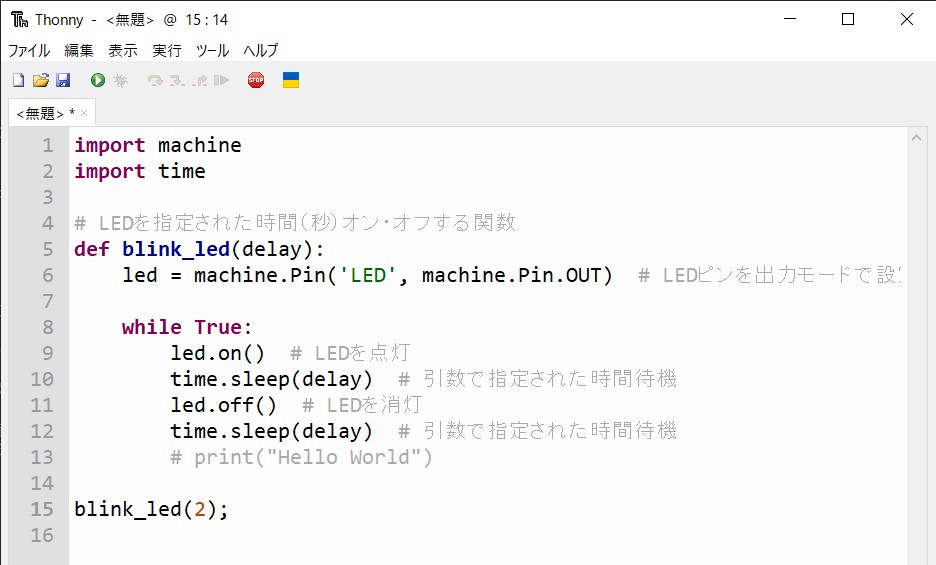 Thonny - <無題> @ 15 : 14
ファイル 編集 表示 実行 ツール ヘルプ
STOP
<無題> * ×
1 import machine
2 import time
3
4 # LEDを指定された時間(秒)オン・オフする関数
5 def blink_led(delay):
6 led = machine.Pin('LED', machine.Pin.OUT) # LEDピンを出力モードで設
7
8 while True:
9 led.on() # LEDを点灯
10 time.sleep(delay) # 引数で指定された時間待機
11 led.off() # LEDを消灯
12 time.sleep(delay) # 引数で指定された時間待機
13 # print("Hello World")
14
15 blink_led(2);
16